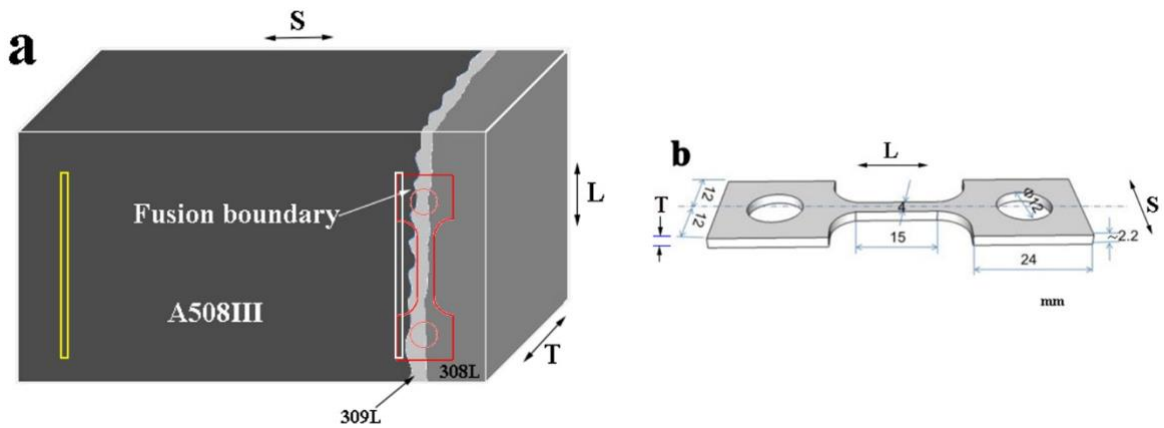 a
S
Fusion boundary
L
A508III
T
308L
309L
b
L
12
12
T
4
Φ12
S
15
24
≈2.2
mm